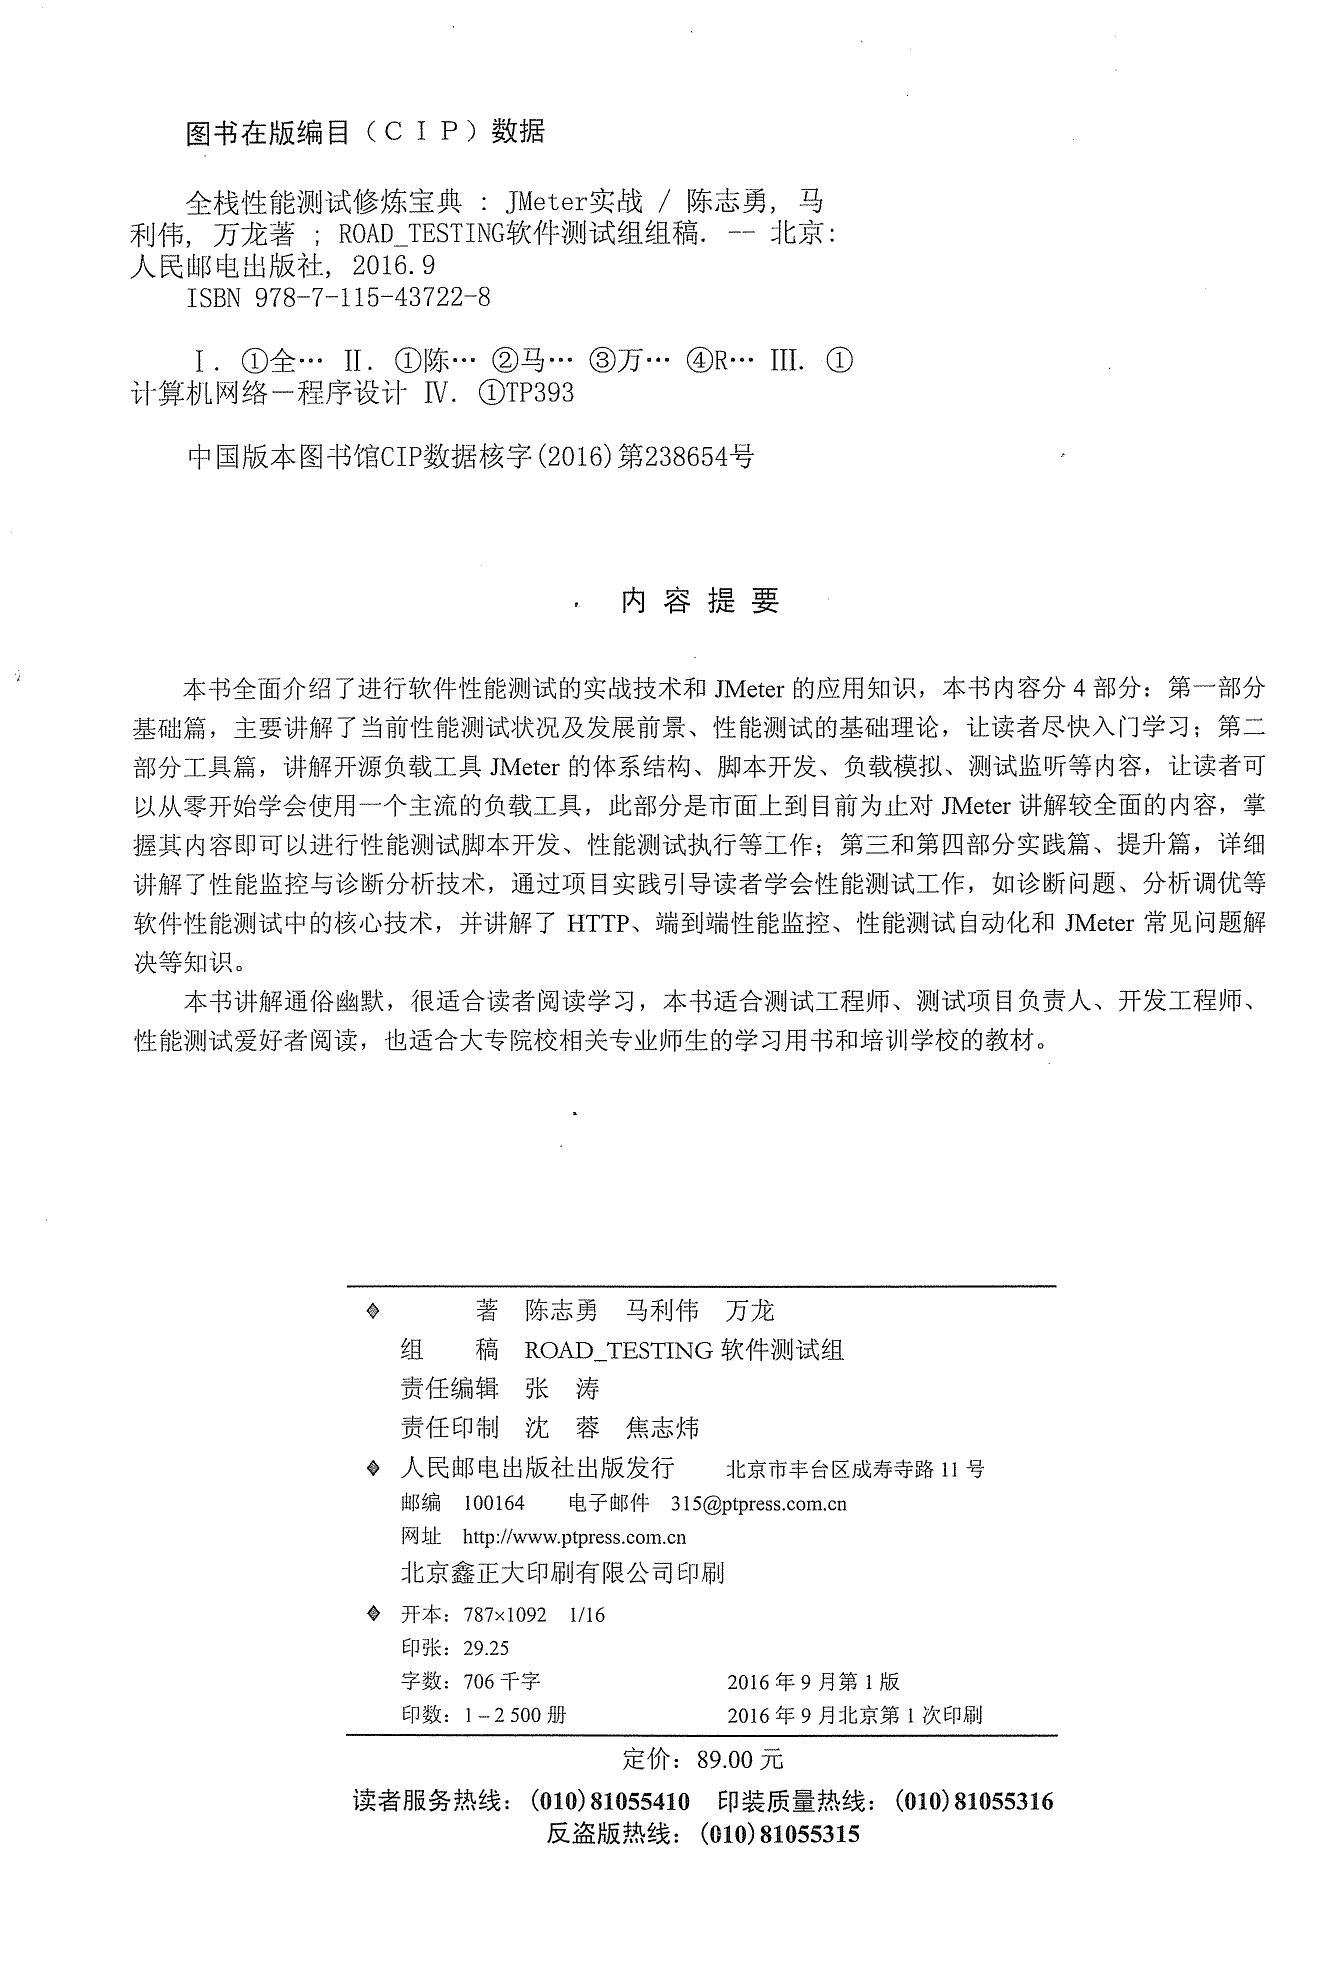 图书在版编目（CIP）数据
全栈性能测试修炼宝典 : JMeter实战 / 陈志勇, 马
利伟, 万龙著 ; ROAD_TESTING软件测试组组稿. -- 北京:
人民邮电出版社, 2016.9
ISBN 978-7-115-43722-8
Ⅰ. ①全… Ⅱ. ①陈… ②马… ③万… ④R… Ⅲ. ①
计算机网络－程序设计 Ⅳ. ①TP393
中国版本图书馆CIP数据核字(2016)第238654号
内容提要
本书全面介绍了进行软件性能测试的实战技术和 JMeter 的应用知识，本书内容分 4 部分：第一部分
基础篇，主要讲解了当前性能测试状况及发展前景、性能测试的基础理论，让读者尽快入门学习；第二
部分工具篇，讲解开源负载工具 JMeter 的体系结构、脚本开发、负载模拟、测试监听等内容，让读者可
以从零开始学会使用一个主流的负载工具，此部分是市面上到目前为止对 JMeter 讲解较全面的内容，掌
握其内容即可以进行性能测试脚本开发、性能测试执行等工作；第三和第四部分实践篇、提升篇，详细
讲解了性能监控与诊断分析技术，通过项目实践引导读者学会性能测试工作，如诊断问题、分析调优等
软件性能测试中的核心技术，并讲解了 HTTP、端到端性能监控、性能测试自动化和 JMeter 常见问题解
决等知识。
本书讲解通俗幽默，很适合读者阅读学习，本书适合测试工程师、测试项目负责人、开发工程师、
性能测试爱好者阅读，也适合大专院校相关专业师生的学习用书和培训学校的教材。
◆ 著 陈志勇 马利伟 万龙
组 稿 ROAD_TESTING 软件测试组
责任编辑 张 涛
责任印制 沈 蓉 焦志炜
◆ 人民邮电出版社出版发行 北京市丰台区成寿寺路 11 号
邮编 100164 电子邮件 315@ptpress.com.cn
网址 http://www.ptpress.com.cn
北京鑫正大印刷有限公司印刷
◆ 开本：787×1092 1/16
印张：29.25
字数：706 千字 2016 年 9 月第 1 版
印数：1－2 500 册 2016 年 9 月北京第 1 次印刷
定价：89.00 元
读者服务热线：(010)81055410 印装质量热线：(010)81055316
反盗版热线：(010)81055315